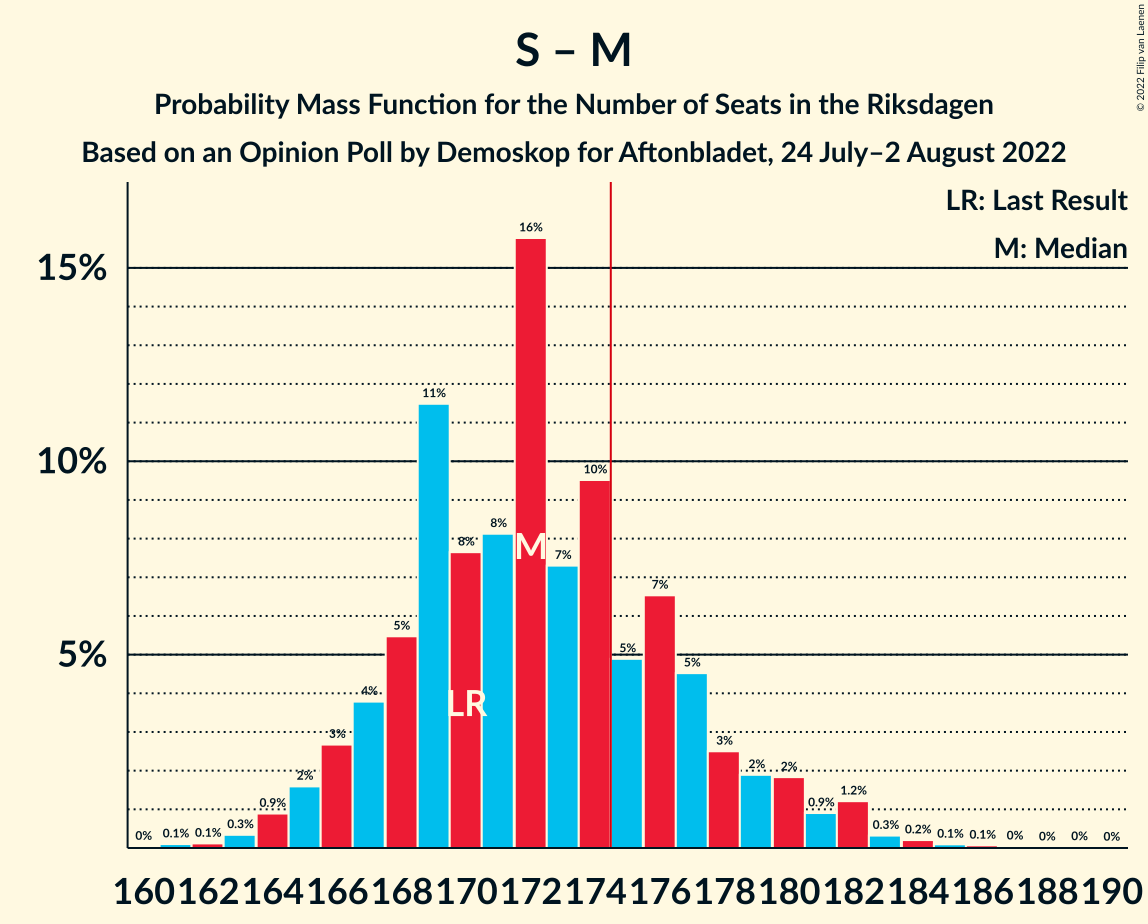 S – M
Probability Mass Function for the Number of Seats in the Riksdagen
Based on an Opinion Poll by Demoskop for Aftonbladet, 24 July–2 August 2022
© 2022 Filip van Laenen
LR: Last Result
M: Median
15%
10%
5%
0% 0.1% 0.1% 0.3% 0.9% 2% 3% 4% 5% 11% 8% 8% 16% 7% 10% 5% 7% 5% 3% 2% 2% 0.9% 1.2% 0.3% 0.2% 0.1% 0.1% 0% 0% 0% 0%
M
LR
160 162 164 166 168 170 172 174 176 178 180 182 184 186 188 190